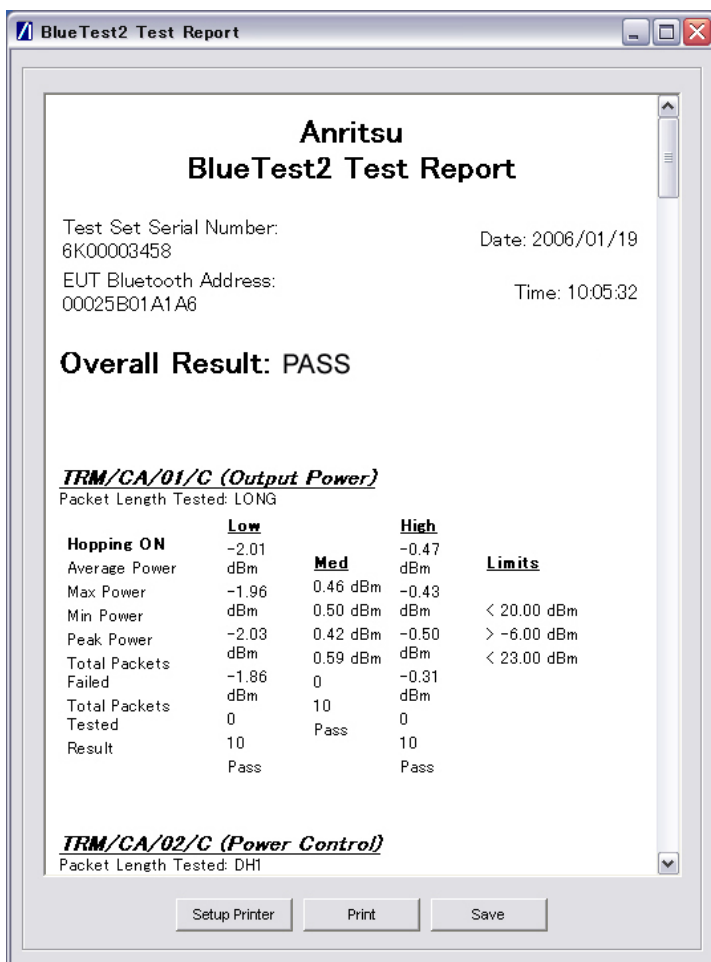 BlueTest2 Test Report
Anritsu
BlueTest2 Test Report
Test Set Serial Number:
6K00003458
Date: 2006/01/19
EUT Bluetooth Address:
00025B01A1A6
Time: 10:05:32
Overall Result: PASS
TRM/CA/01/C (Output Power)
Packet Length Tested: LONG
Hopping ON
Average Power
Max Power
Min Power
Peak Power
Total Packets
Failed
Total Packets
Tested
Result
Low
-2.01
dBm
-1.96
dBm
-2.03
dBm
-1.86
dBm
0
10
Pass
Med
0.46 dBm
0.50 dBm
0.42 dBm
0.59 dBm
0
10
Pass
High
-0.47
dBm
-0.43
dBm
-0.50
dBm
-0.31
dBm
0
10
Pass
Limits
< 20.00 dBm
> -6.00 dBm
< 23.00 dBm
TRM/CA/02/C (Power Control)
Packet Length Tested: DH1
Setup Printer
Print
Save